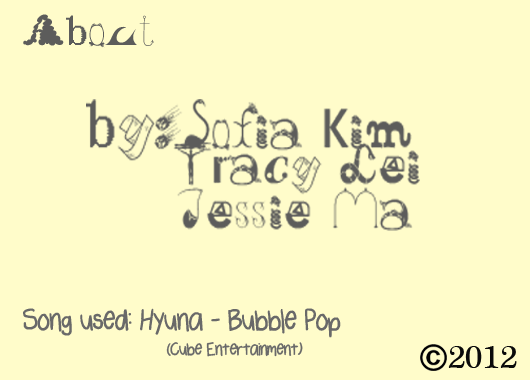 About
by: Sofia Kim
Tracy Lei
Jessie Ma
Song used: Hyuna - Bubble Pop
(Cube Entertainment)
©2012